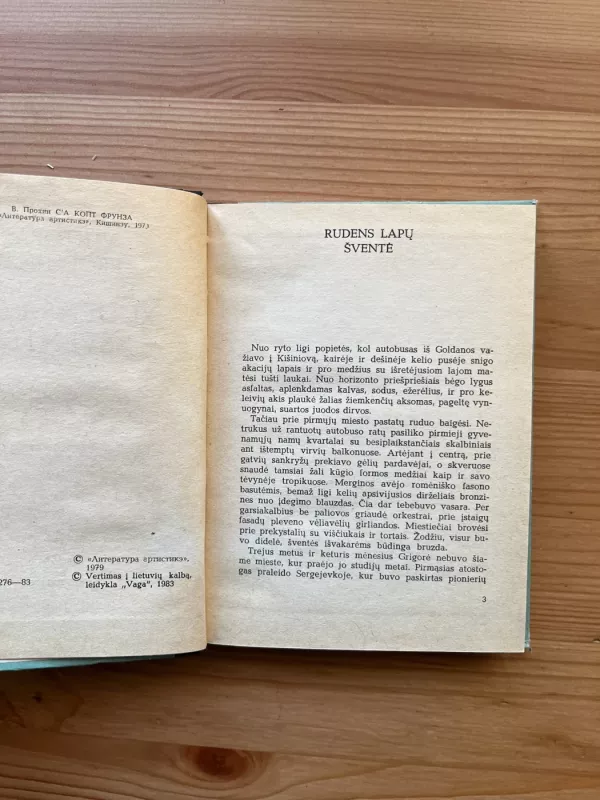 В. Прохин С'А КОПТ ФРУНЗА
«Литература артистикэ», Кишинэу, 1973
© «Литература артистикэ»,
1979
© Vertimas į lietuvių kalbą,
leidykla „Vaga“, 1983
276—83
RUDENS LAPŲ
ŠVENTĖ
Nuo ryto ligi popietės, kol autobusas iš Goldanos va-
žiavo į Kišiniovą, kairėje ir dešinėje kelio pusėje snigo
akacijų lapais ir pro medžius su išretėjusiom lajom ma-
tėsi tušti laukai. Nuo horizonto priešpriešiais bėgo lygus
asfaltas, aplenkdamas kalvas, sodus, ežerėlius, ir pro ke-
leivių akis plaukė žalias žiemkenčių aksomas, pageltę vy-
nuogynai, suartos juodos dirvos.
Tačiau prie pirmųjų miesto pastatų ruduo baigėsi. Ne-
trukus už rantuotų autobuso ratų pasiliko pirmieji gyve-
namųjų namų kvartalai su besiplaikstančiais skalbiniais
ant ištemptų virvių balkonuose. Artėjant į centrą, prie
gatvių sankryžų prekiavo gėlių pardavėjai, o skveruose
snaudė tamsiai žali kūgio formos medžiai kaip ir savo
tėvynėje tropikuose. Merginos avėjo romėniško fasono
basutėmis, bemaž ligi kelių apsivijusios dirželiais bronzi-
nes nuo įdegimo blauzdas. Čia dar tebebuvo vasara. Per
garsiakalbius be paliovos griaudė orkestrai, prie įstaigų
fasadų pleveno vėliavėlių girliandos. Miestiečiai brovėsi
prie prekystalių su viščiukais ir tortais. Žodžiu, visur bu-
vo didelė, šventės išvakarėms būdinga bruzda.
Trejus metus ir keturis mėnesius Grigorė nebuvo šia-
me mieste, kur praėjo jo studijų metai. Pirmąsias atosto-
gas praleido Sergejevkoje, kur buvo paskirtas pionierių
3